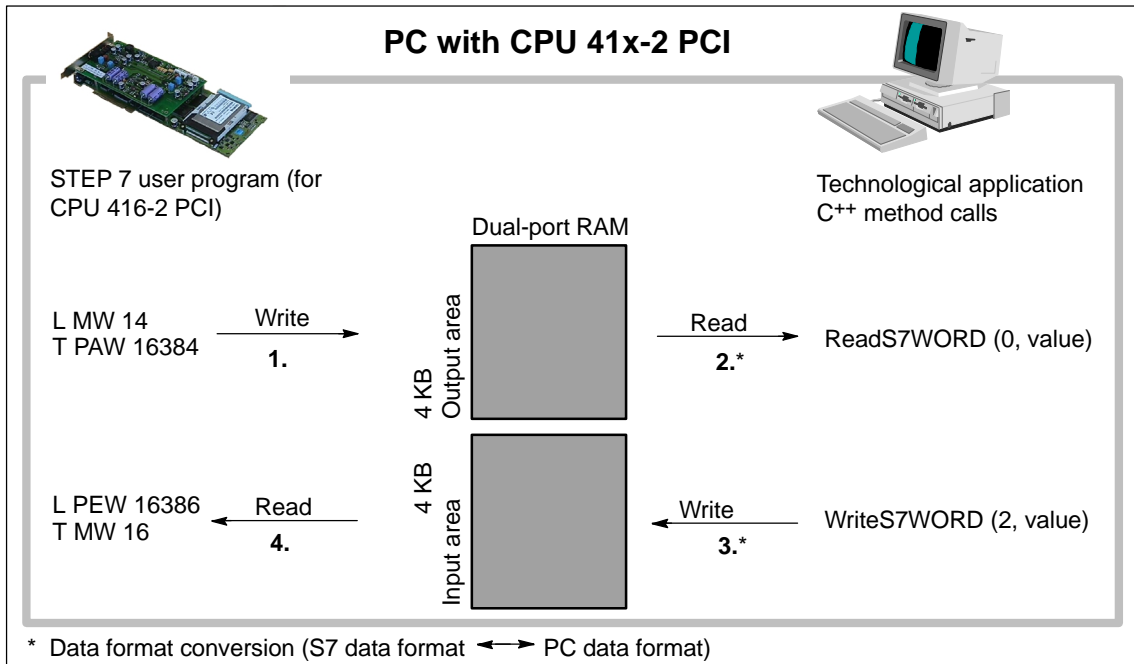 PC with CPU 41x-2 PCI
STEP 7 user program (for
CPU 416-2 PCI)
Technological application
C++ method calls
Dual-port RAM
L MW 14
T PAW 16384
Write
1.
4 KB
Output area
Read
2.*
ReadS7WORD (0, value)
L PEW 16386
T MW 16
Read
4.
4 KB
Input area
Write
3.*
WriteS7WORD (2, value)
* Data format conversion (S7 data format ←→ PC data format)